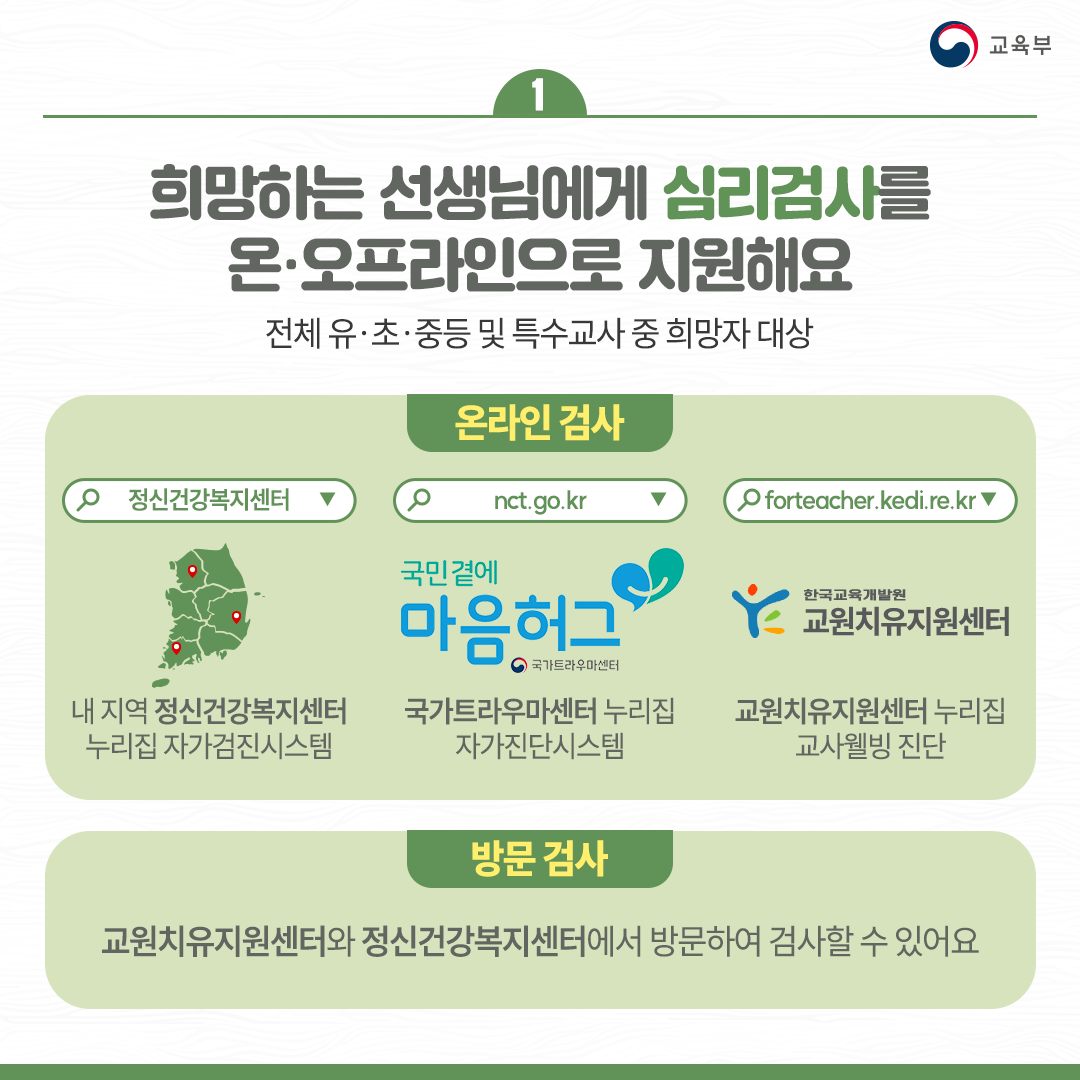 교육부
1
희망하는 선생님에게 심리검사를
온·오프라인으로 지원해요
전체 유·초·중등 및 특수교사 중 희망자 대상
온라인 검사
정신건강복지센터
내 지역 정신건강복지센터
누리집 자가검진시스템
nct.go.kr
국민 곁에
마음허그
국가트라우마센터
국가트라우마센터 누리집
자가진단시스템
forteacher.kedi.re.kr
한국교육개발원
교원치유지원센터
교원치유지원센터 누리집
교사웰빙 진단
방문 검사
교원치유지원센터와 정신건강복지센터에서 방문하여 검사할 수 있어요